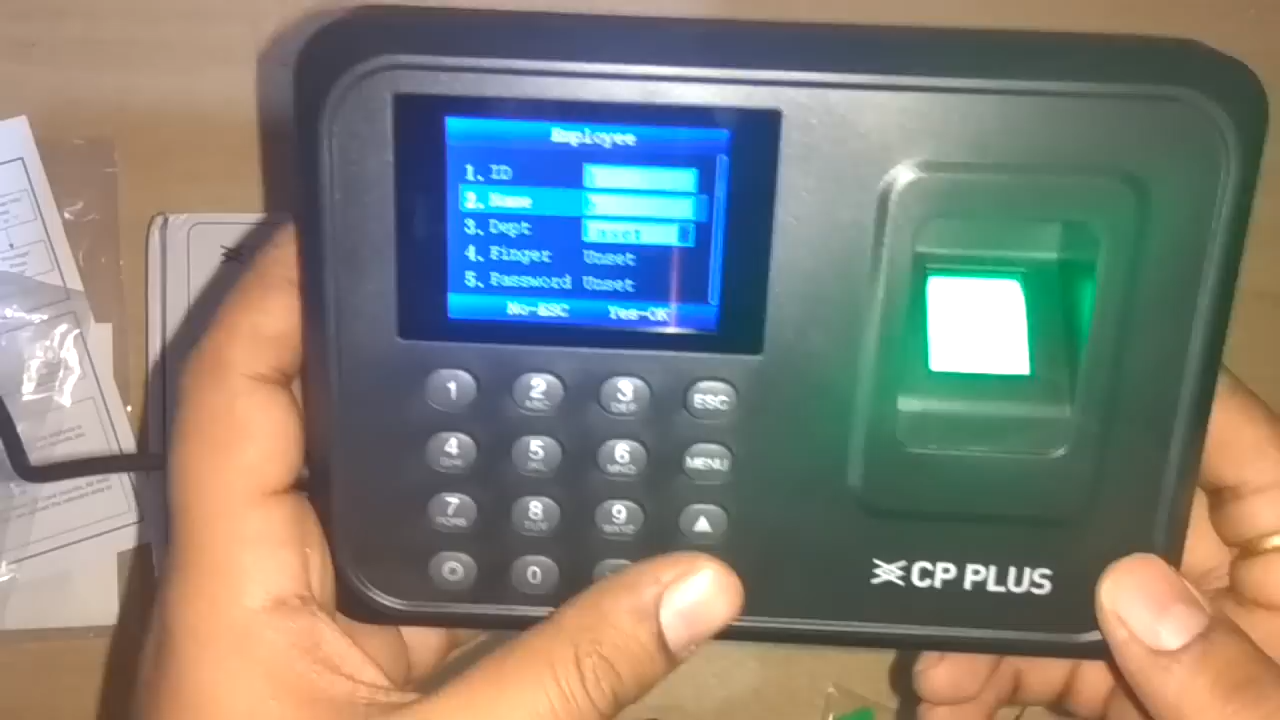 Employee
1. ID
2. Name
3. Dept Unset
4. Finger Unset
5. Password Unset
No-ESC Yes-OK
1 2 ABC 3 DEF ESC
4 GHI 5 JKL 6 MNO MENU
7 PQRS 8 TUV 9 WXYZ ▲
0
CP PLUS